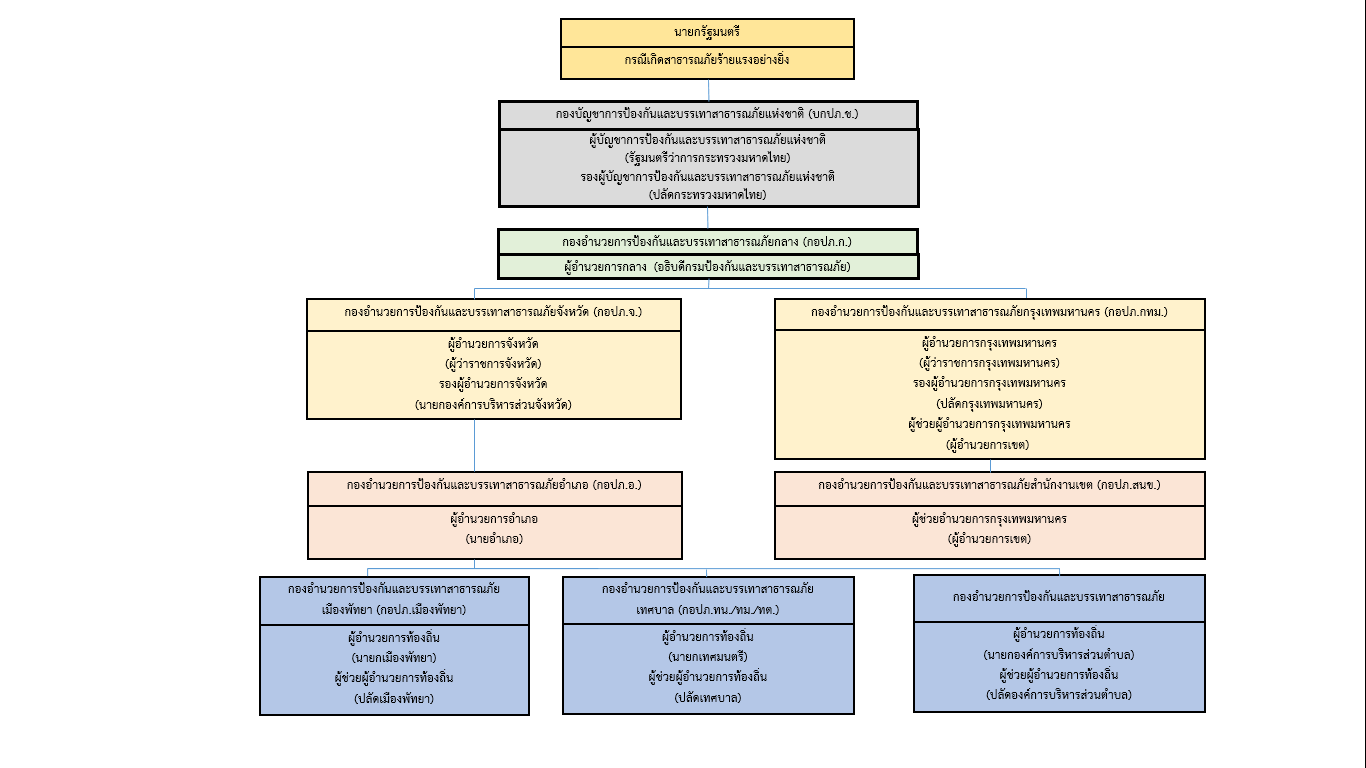 นายกรัฐมนตรี
กรณีเกิดสาธารณภัยร้ายแรงอย่างยิ่ง
กองบัญชาการป้องกันและบรรเทาสาธารณภัยแห่งชาติ (บกปภ.ช.)
ผู้บัญชาการป้องกันและบรรเทาสาธารณภัยแห่งชาติ
(รัฐมนตรีว่าการกระทรวงมหาดไทย)
รองผู้บัญชาการป้องกันและบรรเทาสาธารณภัยแห่งชาติ
(ปลัดกระทรวงมหาดไทย)
กองอำนวยการป้องกันและบรรเทาสาธารณภัยกลาง (กอปภ.ก.)
ผู้อำนวยการกลาง (อธิบดีกรมป้องกันและบรรเทาสาธารณภัย)
กองอำนวยการป้องกันและบรรเทาสาธารณภัยจังหวัด (กอปภ.จ.)
ผู้อำนวยการจังหวัด
(ผู้ว่าราชการจังหวัด)
รองผู้อำนวยการจังหวัด
(นายกองค์การบริหารส่วนจังหวัด)
กองอำนวยการป้องกันและบรรเทาสาธารณภัยกรุงเทพมหานคร (กอปภ.กทม.)
ผู้อำนวยการกรุงเทพมหานคร
(ผู้ว่าราชการกรุงเทพมหานคร)
รองผู้อำนวยการกรุงเทพมหานคร
(ปลัดกรุงเทพมหานคร)
ผู้ช่วยผู้อำนวยการกรุงเทพมหานคร
(ผู้อำนวยการเขต)
กองอำนวยการป้องกันและบรรเทาสาธารณภัยอำเภอ (กอปภ.อ.)
ผู้อำนวยการอำเภอ
(นายอำเภอ)
กองอำนวยการป้องกันและบรรเทาสาธารณภัยสำนักงานเขต (กอปภ.สนข.)
ผู้ช่วยอำนวยการกรุงเทพมหานคร
(ผู้อำนวยการเขต)
กองอำนวยการป้องกันและบรรเทาสาธารณภัย
เมืองพัทยา (กอปภ.เมืองพัทยา)
ผู้อำนวยการท้องถิ่น
(นายกเมืองพัทยา)
ผู้ช่วยผู้อำนวยการท้องถิ่น
(ปลัดเมืองพัทยา)
กองอำนวยการป้องกันและบรรเทาสาธารณภัย
เทศบาล (กอปภ.ทน./ทม./ทต.)
ผู้อำนวยการท้องถิ่น
(นายกเทศมนตรี)
ผู้ช่วยผู้อำนวยการท้องถิ่น
(ปลัดเทศบาล)
กองอำนวยการป้องกันและบรรเทาสาธารณภัย
ผู้อำนวยการท้องถิ่น
(นายกองค์การบริหารส่วนตำบล)
ผู้ช่วยผู้อำนวยการท้องถิ่น
(ปลัดองค์การบริหารส่วนตำบล)